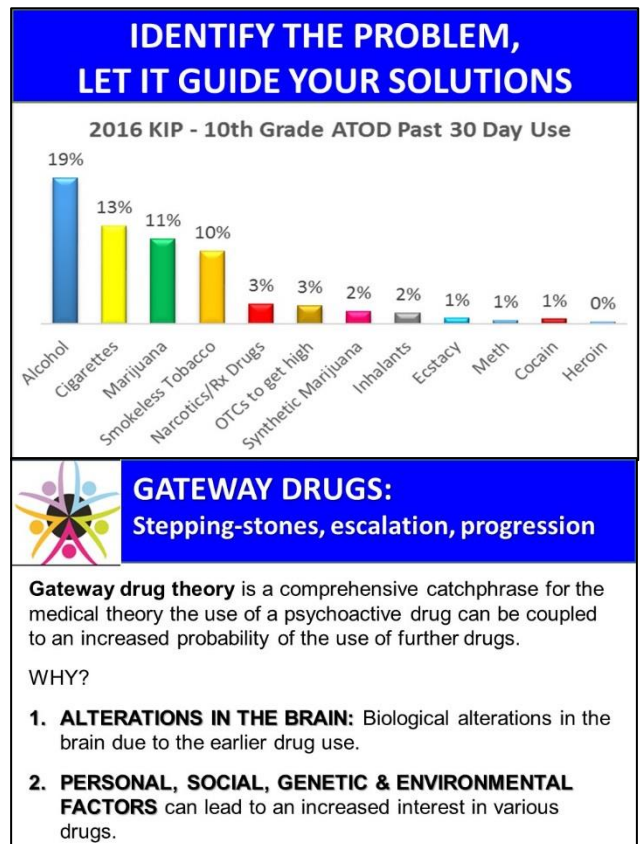 IDENTIFY THE PROBLEM,
LET IT GUIDE YOUR SOLUTIONS
2016 KIP - 10th Grade ATOD Past 30 Day Use
19%
13%
11%
10%
3%
3%
2%
2%
1%
1%
1%
0%
Alcohol
Cigarettes
Marijuana
Smokeless Tobacco
Narcotics/Rx Drugs
OTCs to get high
Synthetic Marijuana
Inhalants
Ecstacy
Meth
Cocain
Heroin
GATEWAY DRUGS:
Stepping-stones, escalation, progression
Gateway drug theory is a comprehensive catchphrase for the
medical theory the use of a psychoactive drug can be coupled
to an increased probability of the use of further drugs.
WHY?
1. ALTERATIONS IN THE BRAIN: Biological alterations in the
brain due to the earlier drug use.
2. PERSONAL, SOCIAL, GENETIC & ENVIRONMENTAL
FACTORS can lead to an increased interest in various
drugs.